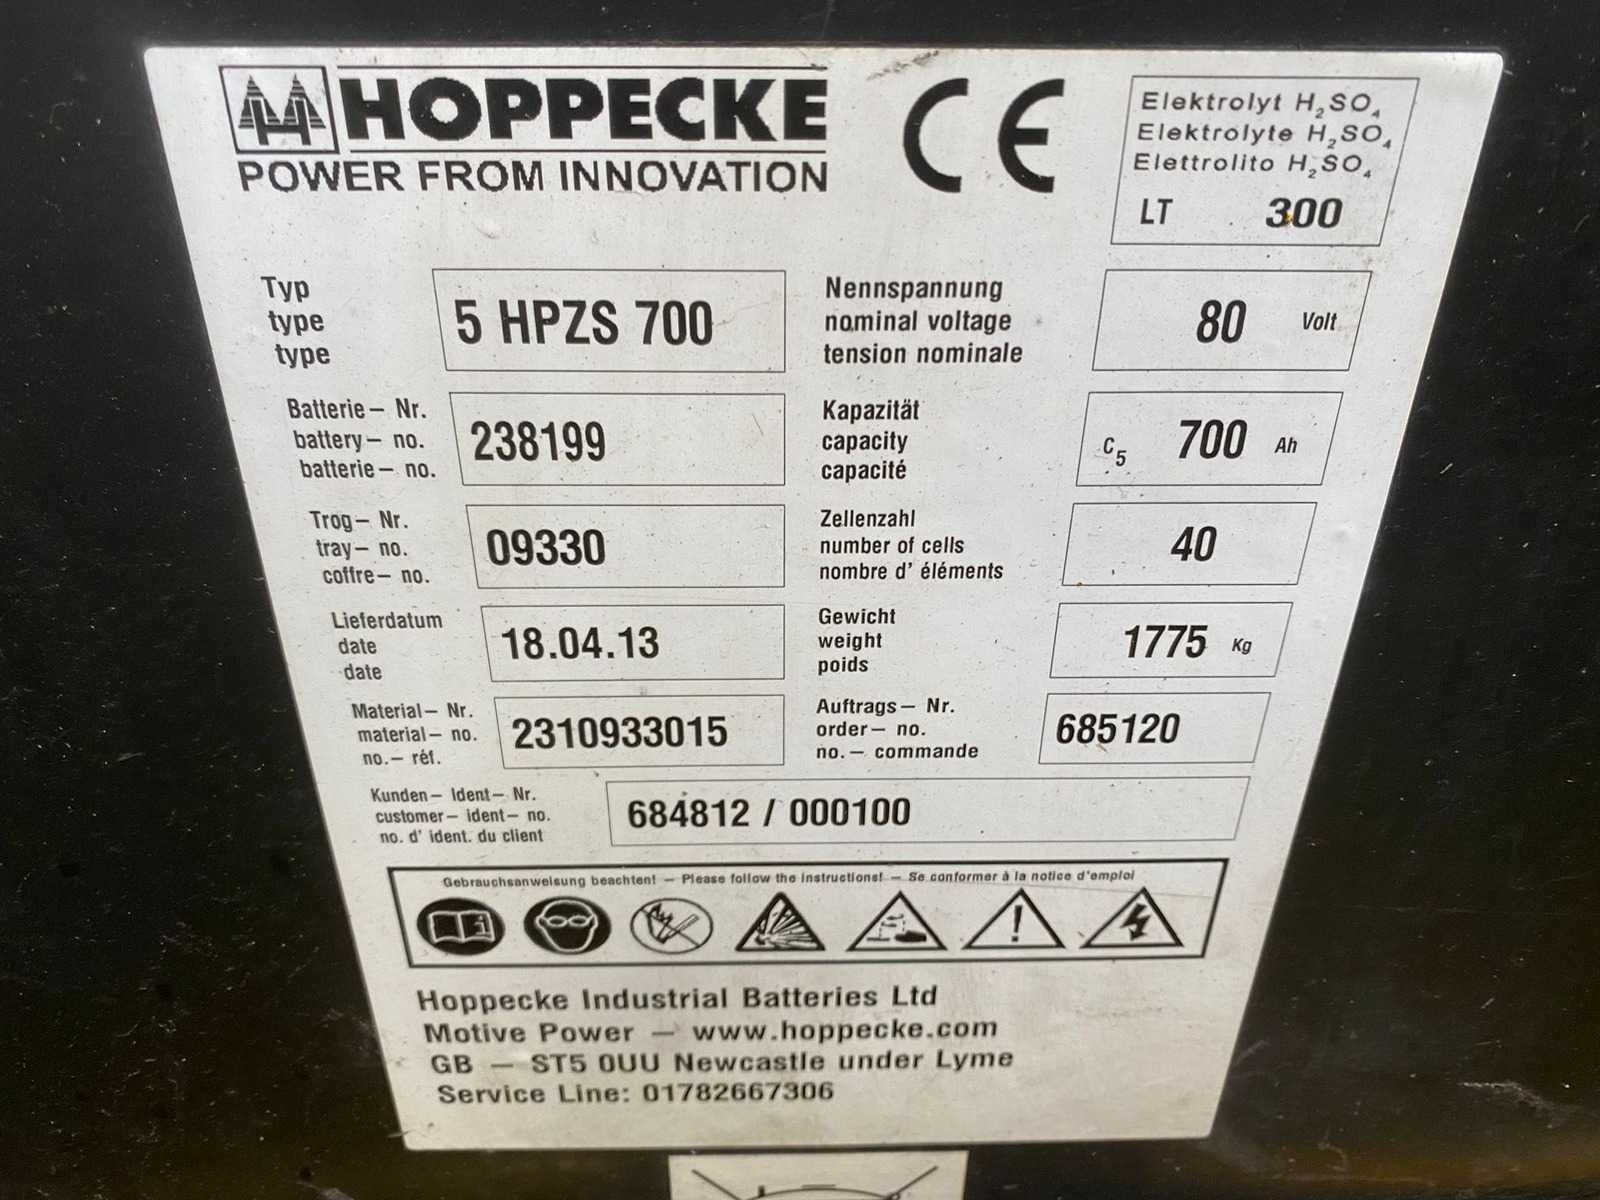 HOPPECKE
POWER FROM INNOVATION
CE
Elektrolyt H₂SO₄
Elektrolyte H₂SO₄
Elettrolito H₂SO₄
LT 300
Typ
type
type
5 HPZS 700
Nennspannung
nominal voltage
tension nominale
80 Volt
Batterie– Nr.
battery– no.
batterie– no.
238199
Kapazität
capacity
capacité
C₅ 700 Ah
Trog– Nr.
tray– no.
coffre– no.
09330
Zellenzahl
number of cells
nombre d' éléments
40
Lieferdatum
date
date
18.04.13
Gewicht
weight
poids
1775 Kg
Material– Nr.
material– no.
no.– réf.
2310933015
Auftrags– Nr.
order– no.
no.– commande
685120
Kunden– Ident– Nr.
customer– ident– no.
no. d' ident. du client
684812 / 000100
Gebrauchsanweisung beachten! – Please follow the instructions! – Se conformer à la notice d'emploi
Hoppecke Industrial Batteries Ltd
Motive Power – www.hoppecke.com
GB – ST5 0UU Newcastle under Lyme
Service Line: 01782667306